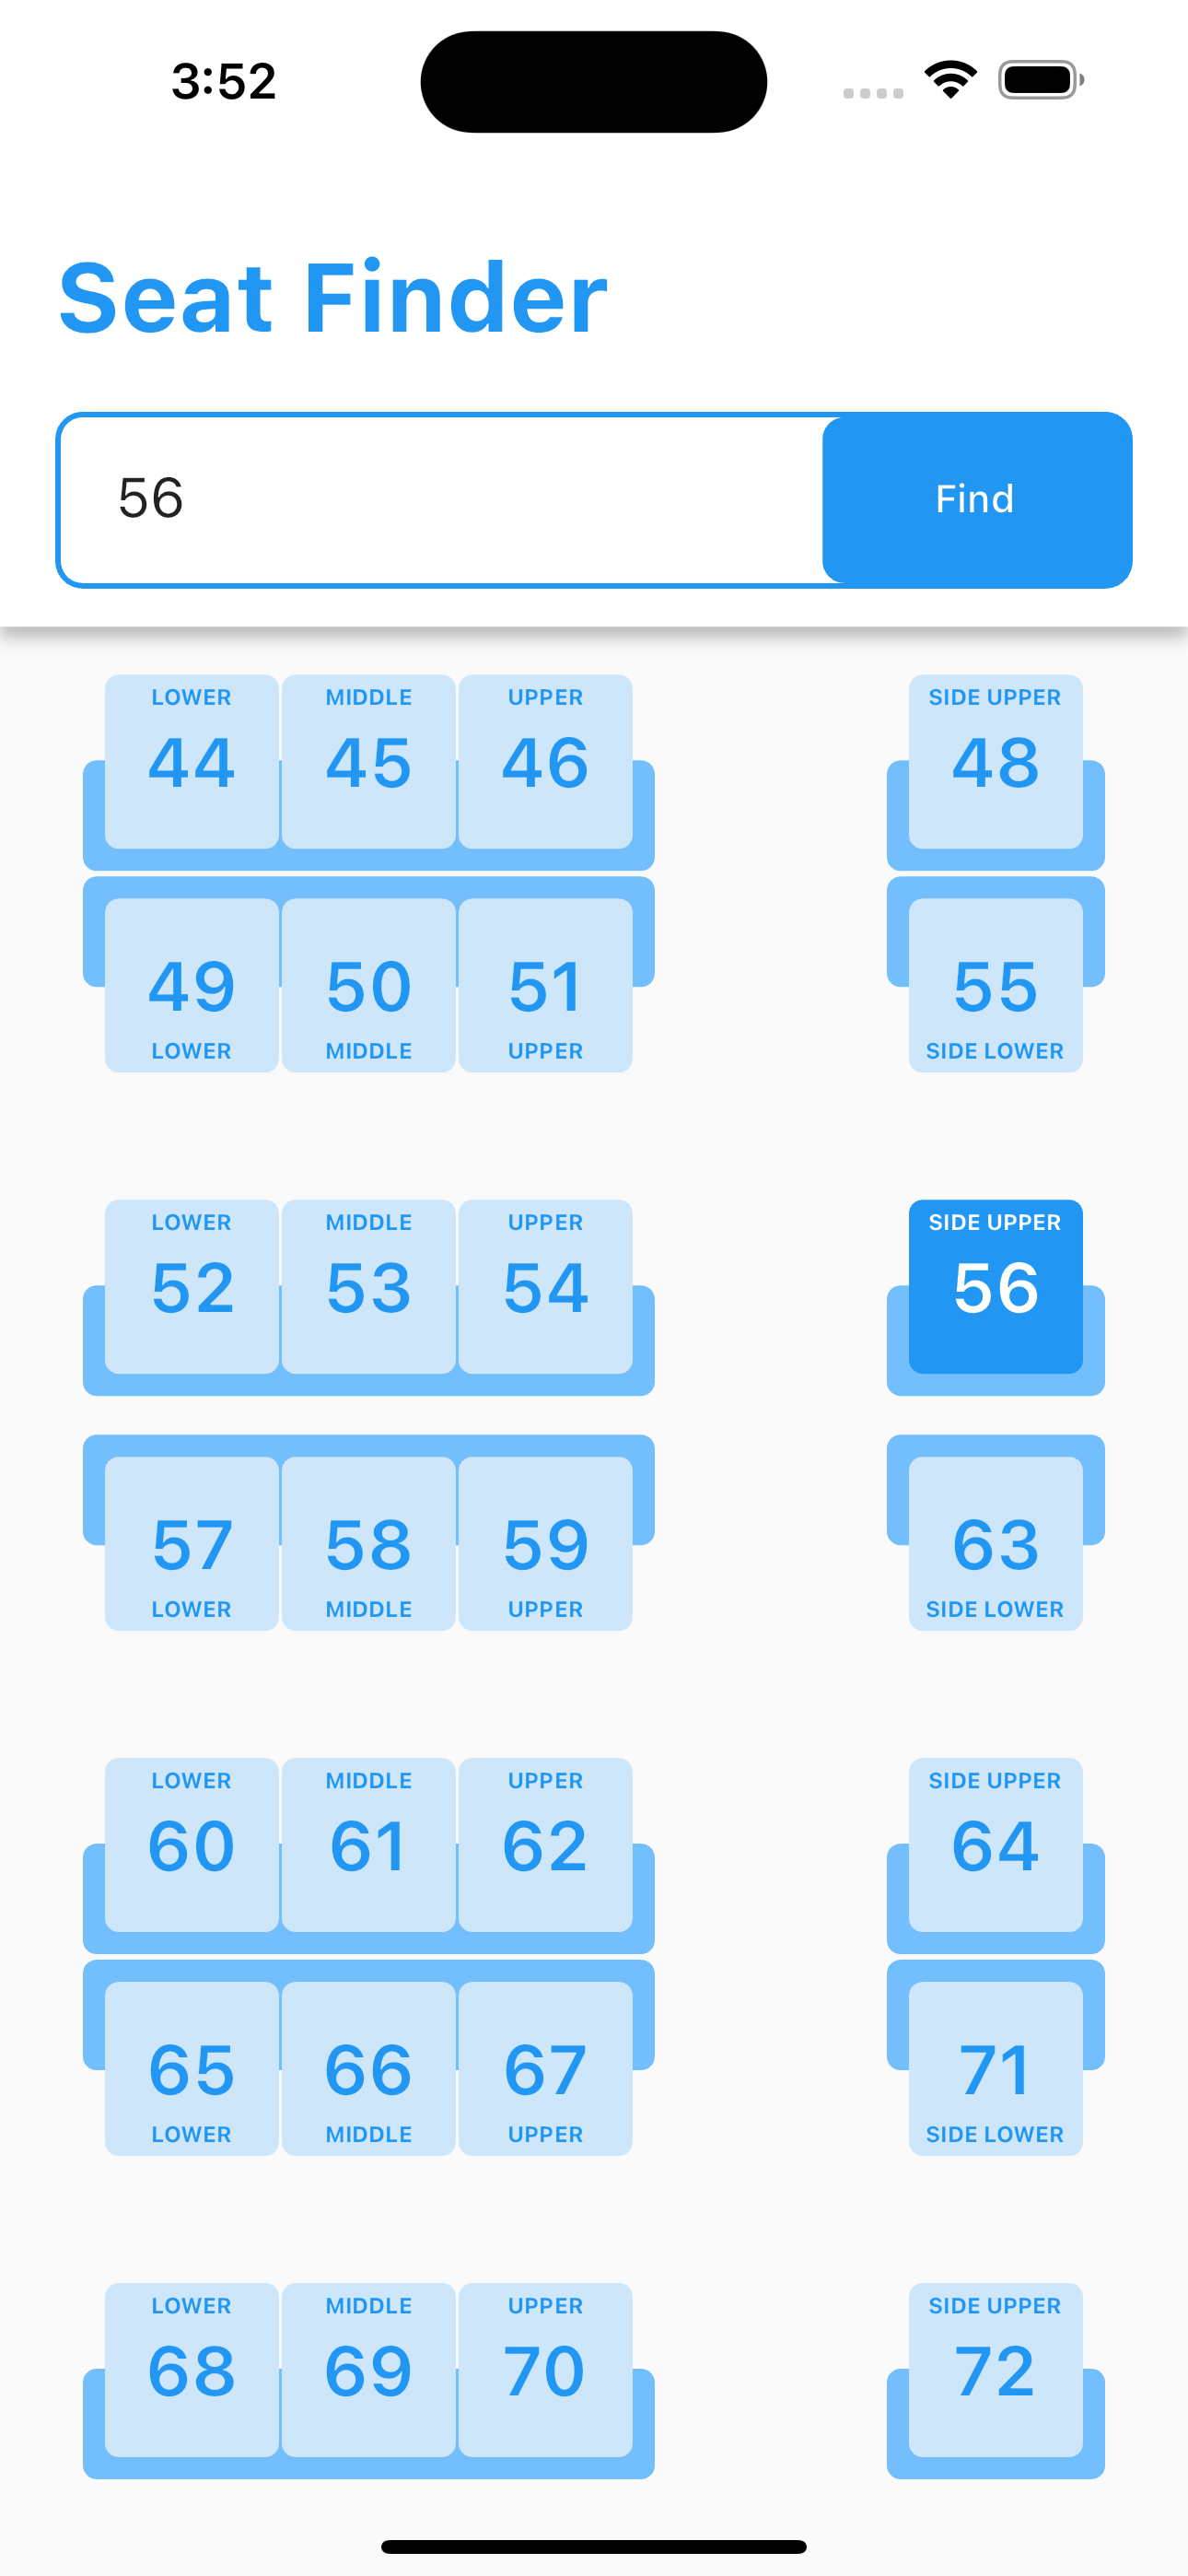 3:52
Seat Finder
56 Find
LOWER MIDDLE UPPER SIDE UPPER
44 45 46 48
49 50 51 55
LOWER MIDDLE UPPER SIDE LOWER
LOWER MIDDLE UPPER SIDE UPPER
52 53 54 56
57 58 59 63
LOWER MIDDLE UPPER SIDE LOWER
LOWER MIDDLE UPPER SIDE UPPER
60 61 62 64
65 66 67 71
LOWER MIDDLE UPPER SIDE LOWER
LOWER MIDDLE UPPER SIDE UPPER
68 69 70 72